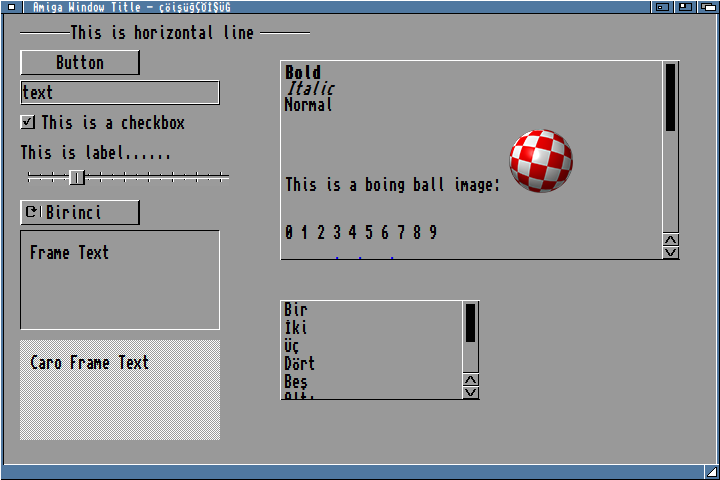 Amiga Window Title - çöişüğÇÖİŞÜĞ
This is horizontal line
Button
text
This is a checkbox
This is label......
Birinci
Frame Text
Caro Frame Text
Bold
Italic
Normal
This is a boing ball image:
0 1 2 3 4 5 6 7 8 9
Bir
İki
Üç
Dört
Beş